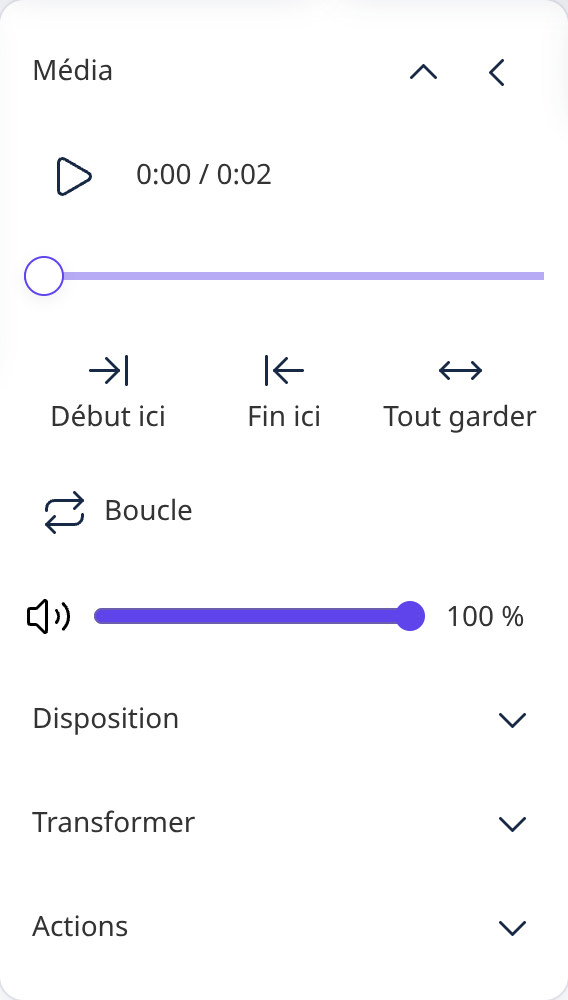 Média
0:00 / 0:02
Début ici
Fin ici
Tout garder
Boucle
100 %
Disposition
Transformer
Actions